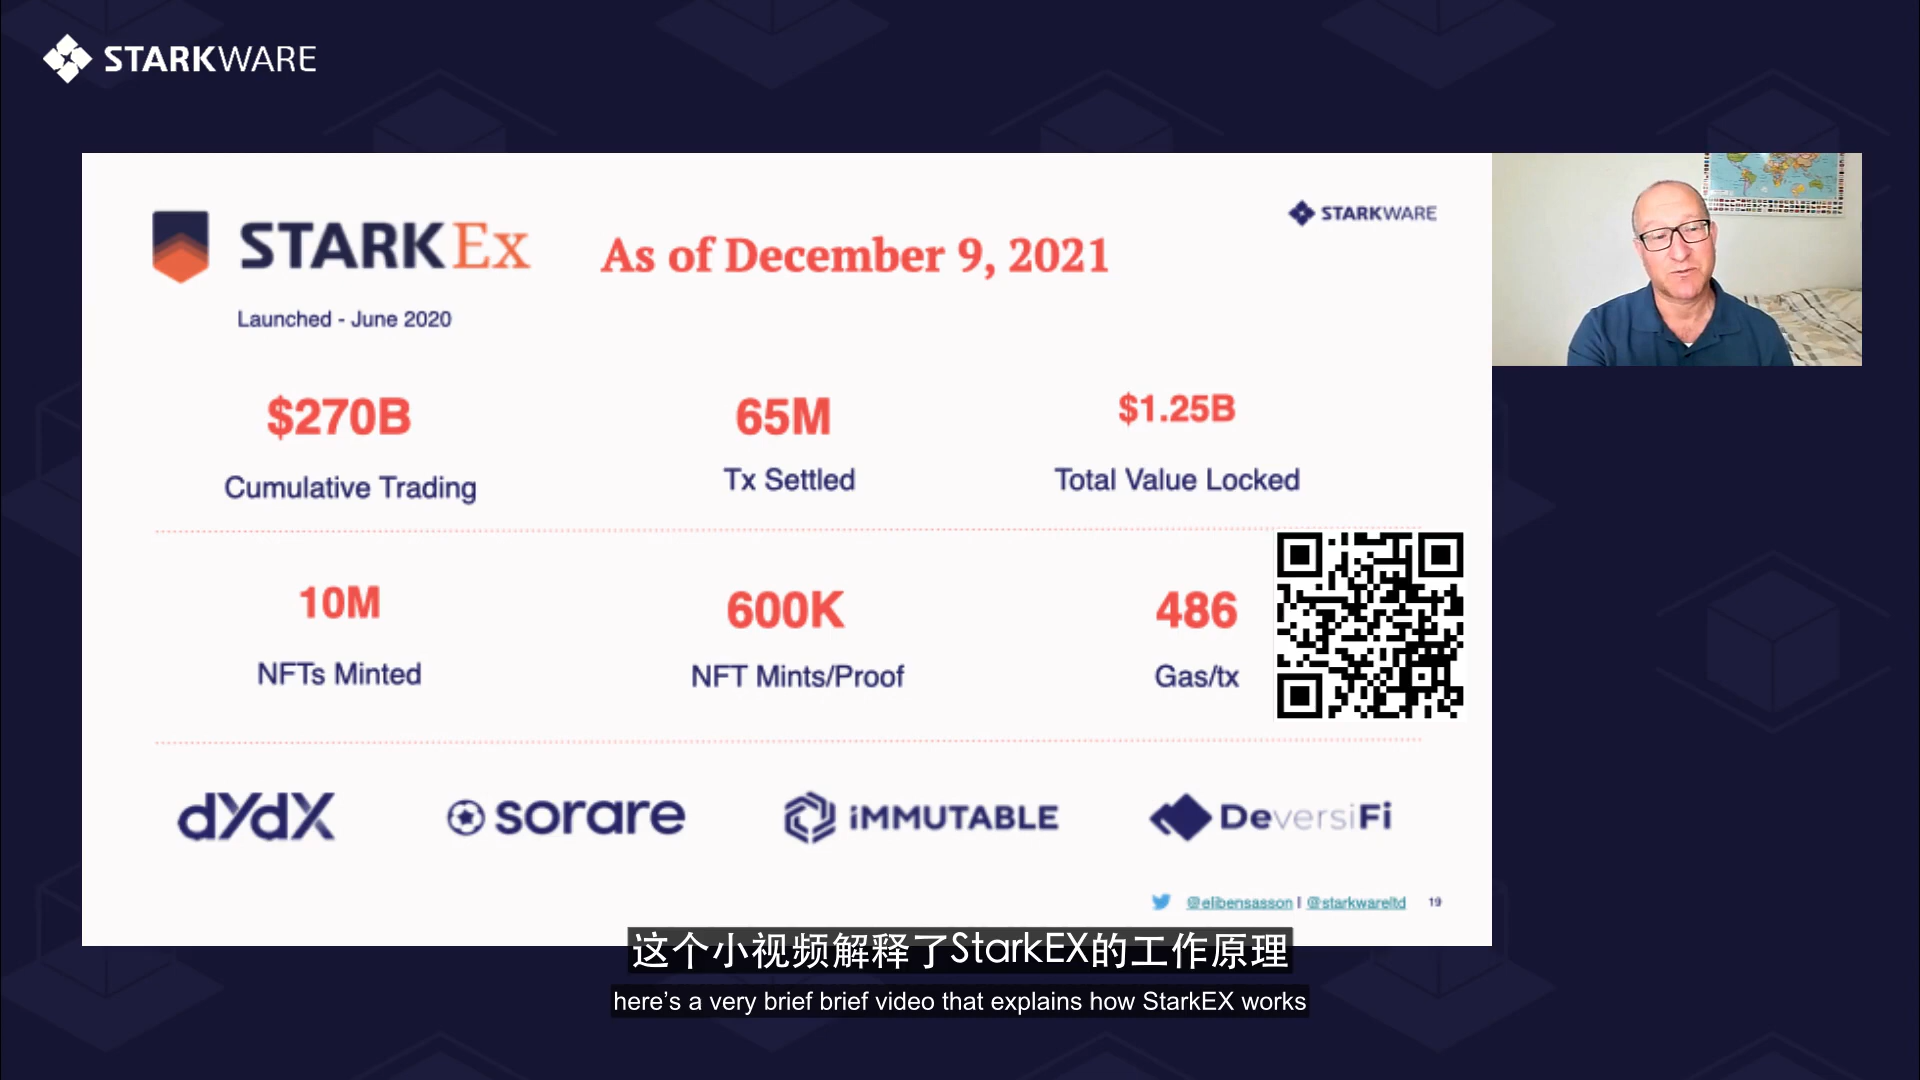 STARKWARE
STARKEx
As of December 9, 2021
STARKWARE
Launched - June 2020
$270B
65M
$1.25B
Cumulative Trading
Tx Settled
Total Value Locked
10M
600K
486
NFTs Minted
NFT Mints/Proof
Gas/tx
dYdX
sorare
iMMUTABLE
DeversiFi
@elibensasson | @starkwareltd
19
这个小视频解释了StarkEX的工作原理
here's a very brief brief video that explains how StarkEX works